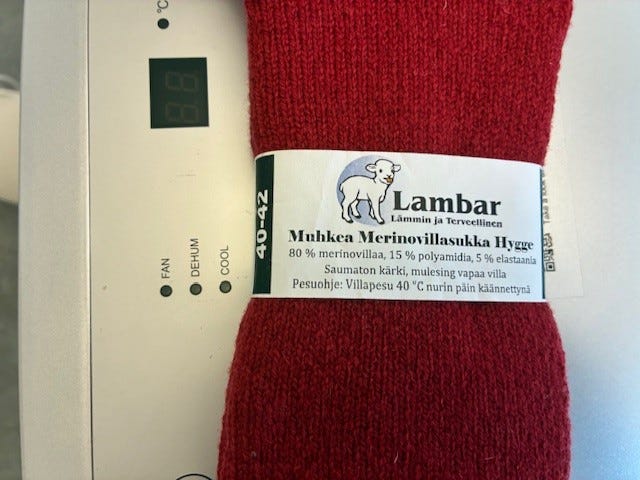 °C
FAN
DEHUM
COOL
40-42
Lambar
Lämmin ja Terveellinen
Muhkea Merinovillasukka Hygge
80 % merinovillaa, 15 % polyamidia, 5 % elastaania
Saumaton kärki, mulesing vapaa villa
Pesuohje: Villapesu 40 °C nurin päin käännettynä